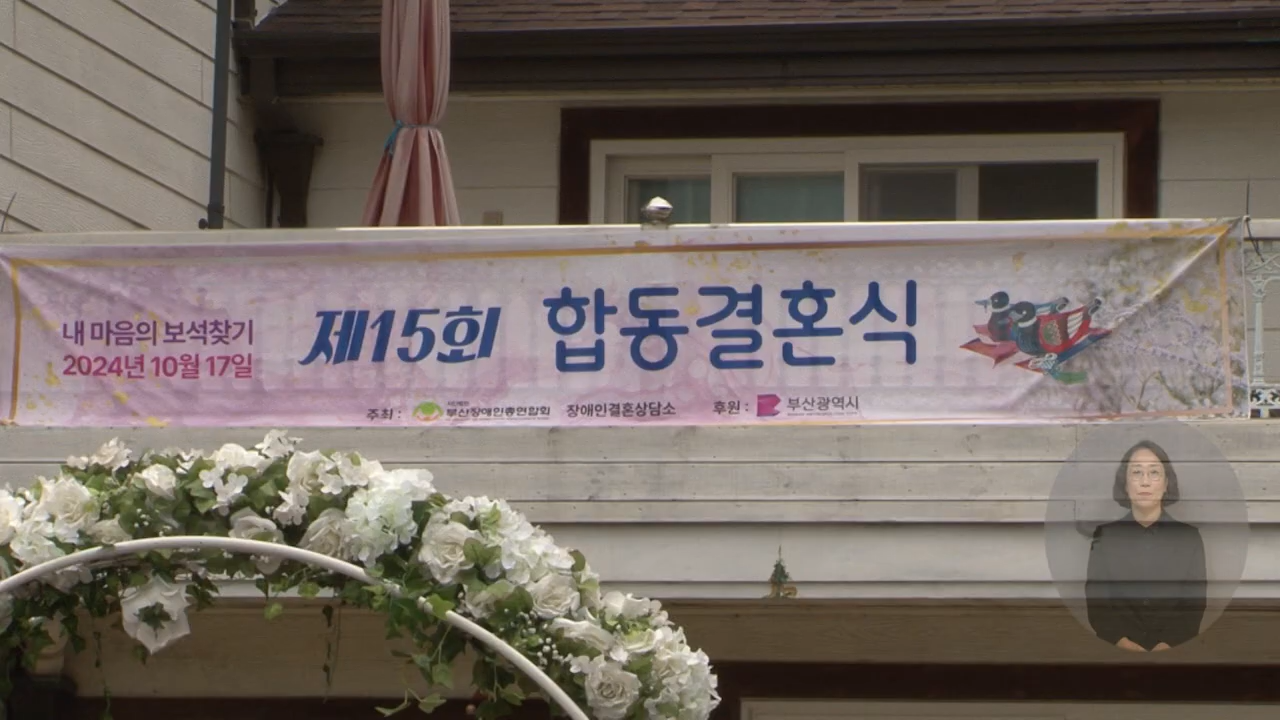 내 마음의 보석찾기
2024년 10월 17일
제15회 합동결혼식
주최 : 부산장애인총연합회 장애인결혼상담소 후원 : 부산광역시